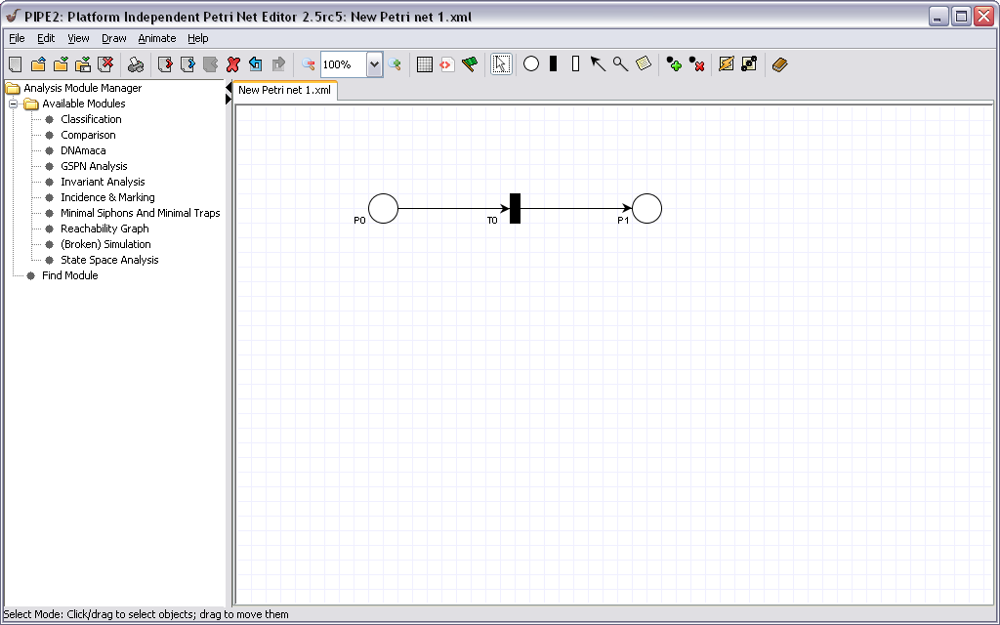 PIPE2: Platform Independent Petri Net Editor 2.5rc5: New Petri net 1.xml
File Edit View Draw Animate Help
100%
Analysis Module Manager
Available Modules
Classification
Comparison
DNAmaca
GSPN Analysis
Invariant Analysis
Incidence & Marking
Minimal Siphons And Minimal Traps
Reachability Graph
(Broken) Simulation
State Space Analysis
Find Module
New Petri net 1.xml
P0 T0 P1
Select Mode: Click/drag to select objects; drag to move them